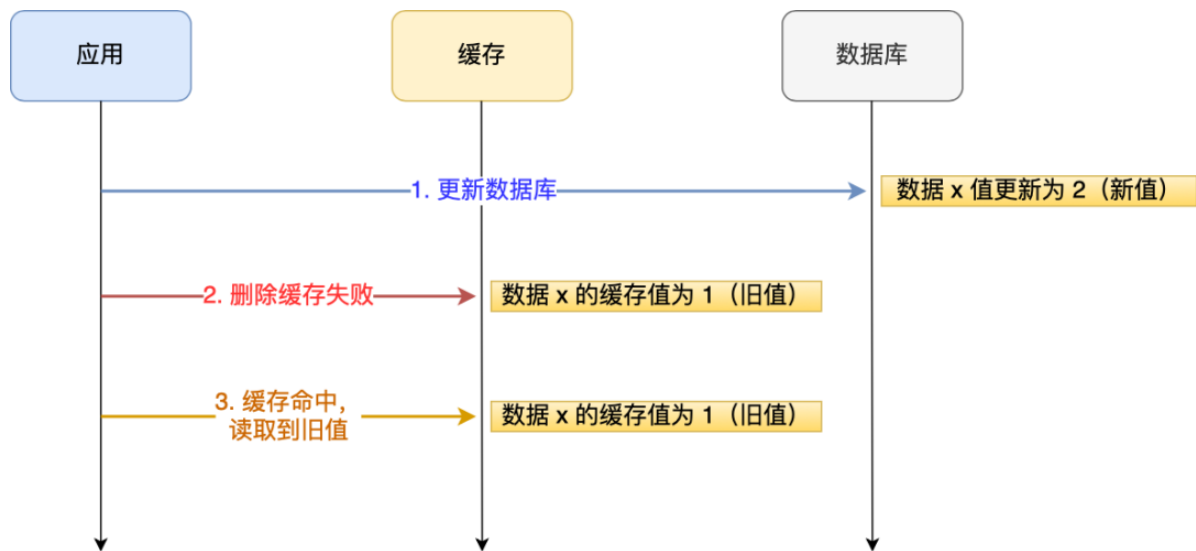 应用
缓存
数据库
1. 更新数据库
数据 x 值更新为 2（新值）
2. 删除缓存失败
数据 x 的缓存值为 1（旧值）
3. 缓存命中，
读取到旧值
数据 x 的缓存值为 1（旧值）